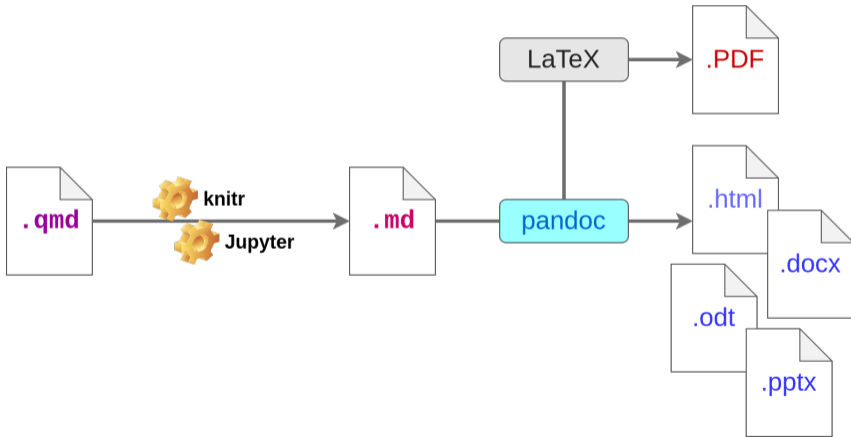 LaTeX
.PDF
.qmd
knitr
Jupyter
.md
pandoc
.html
.docx
.odt
.pptx